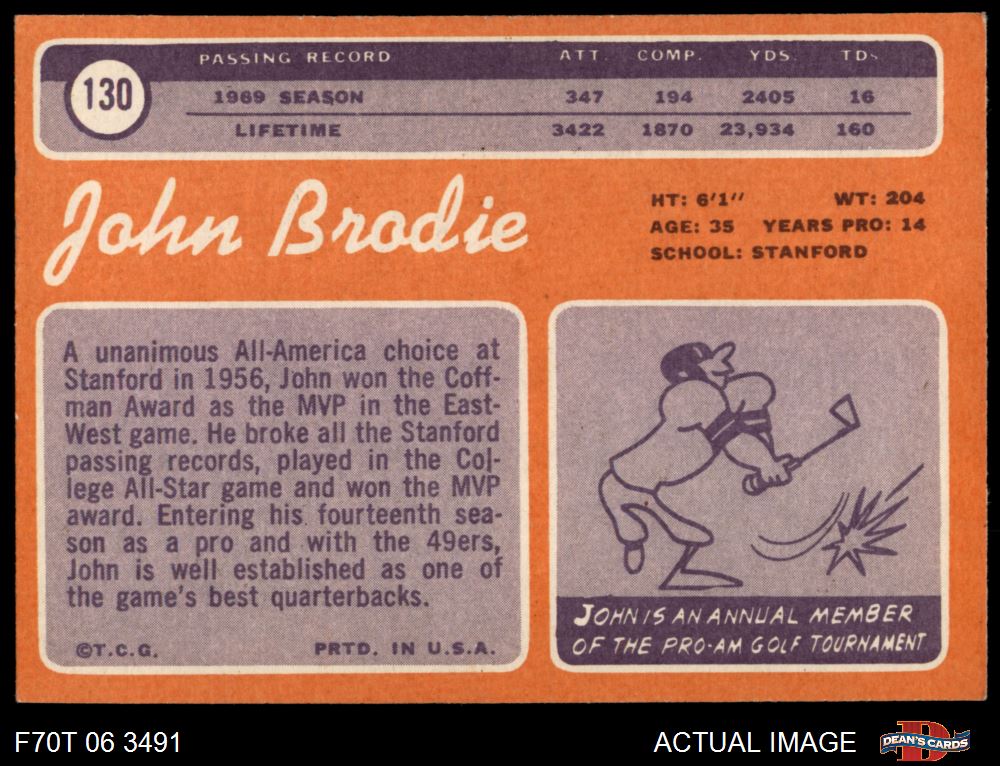 130
PASSING RECORD ATT. COMP. YDS. TDS
1969 SEASON 347 194 2405 16
LIFETIME 3422 1870 23,934 160
John Brodie
HT: 6'1" WT: 204
AGE: 35 YEARS PRO: 14
SCHOOL: STANFORD
A unanimous All-America choice at
Stanford in 1956, John won the Coff-
man Award as the MVP in the East-
West game. He broke all the Stanford
passing records, played in the Col-
lege All-Star game and won the MVP
award. Entering his fourteenth sea-
son as a pro and with the 49ers,
John is well established as one of
the game's best quarterbacks.
©T.C.G. PRTD. IN U.S.A.
JOHN IS AN ANNUAL MEMBER
OF THE PRO-AM GOLF TOURNAMENT
F70T 06 3491
ACTUAL IMAGE
DEAN'S CARDS